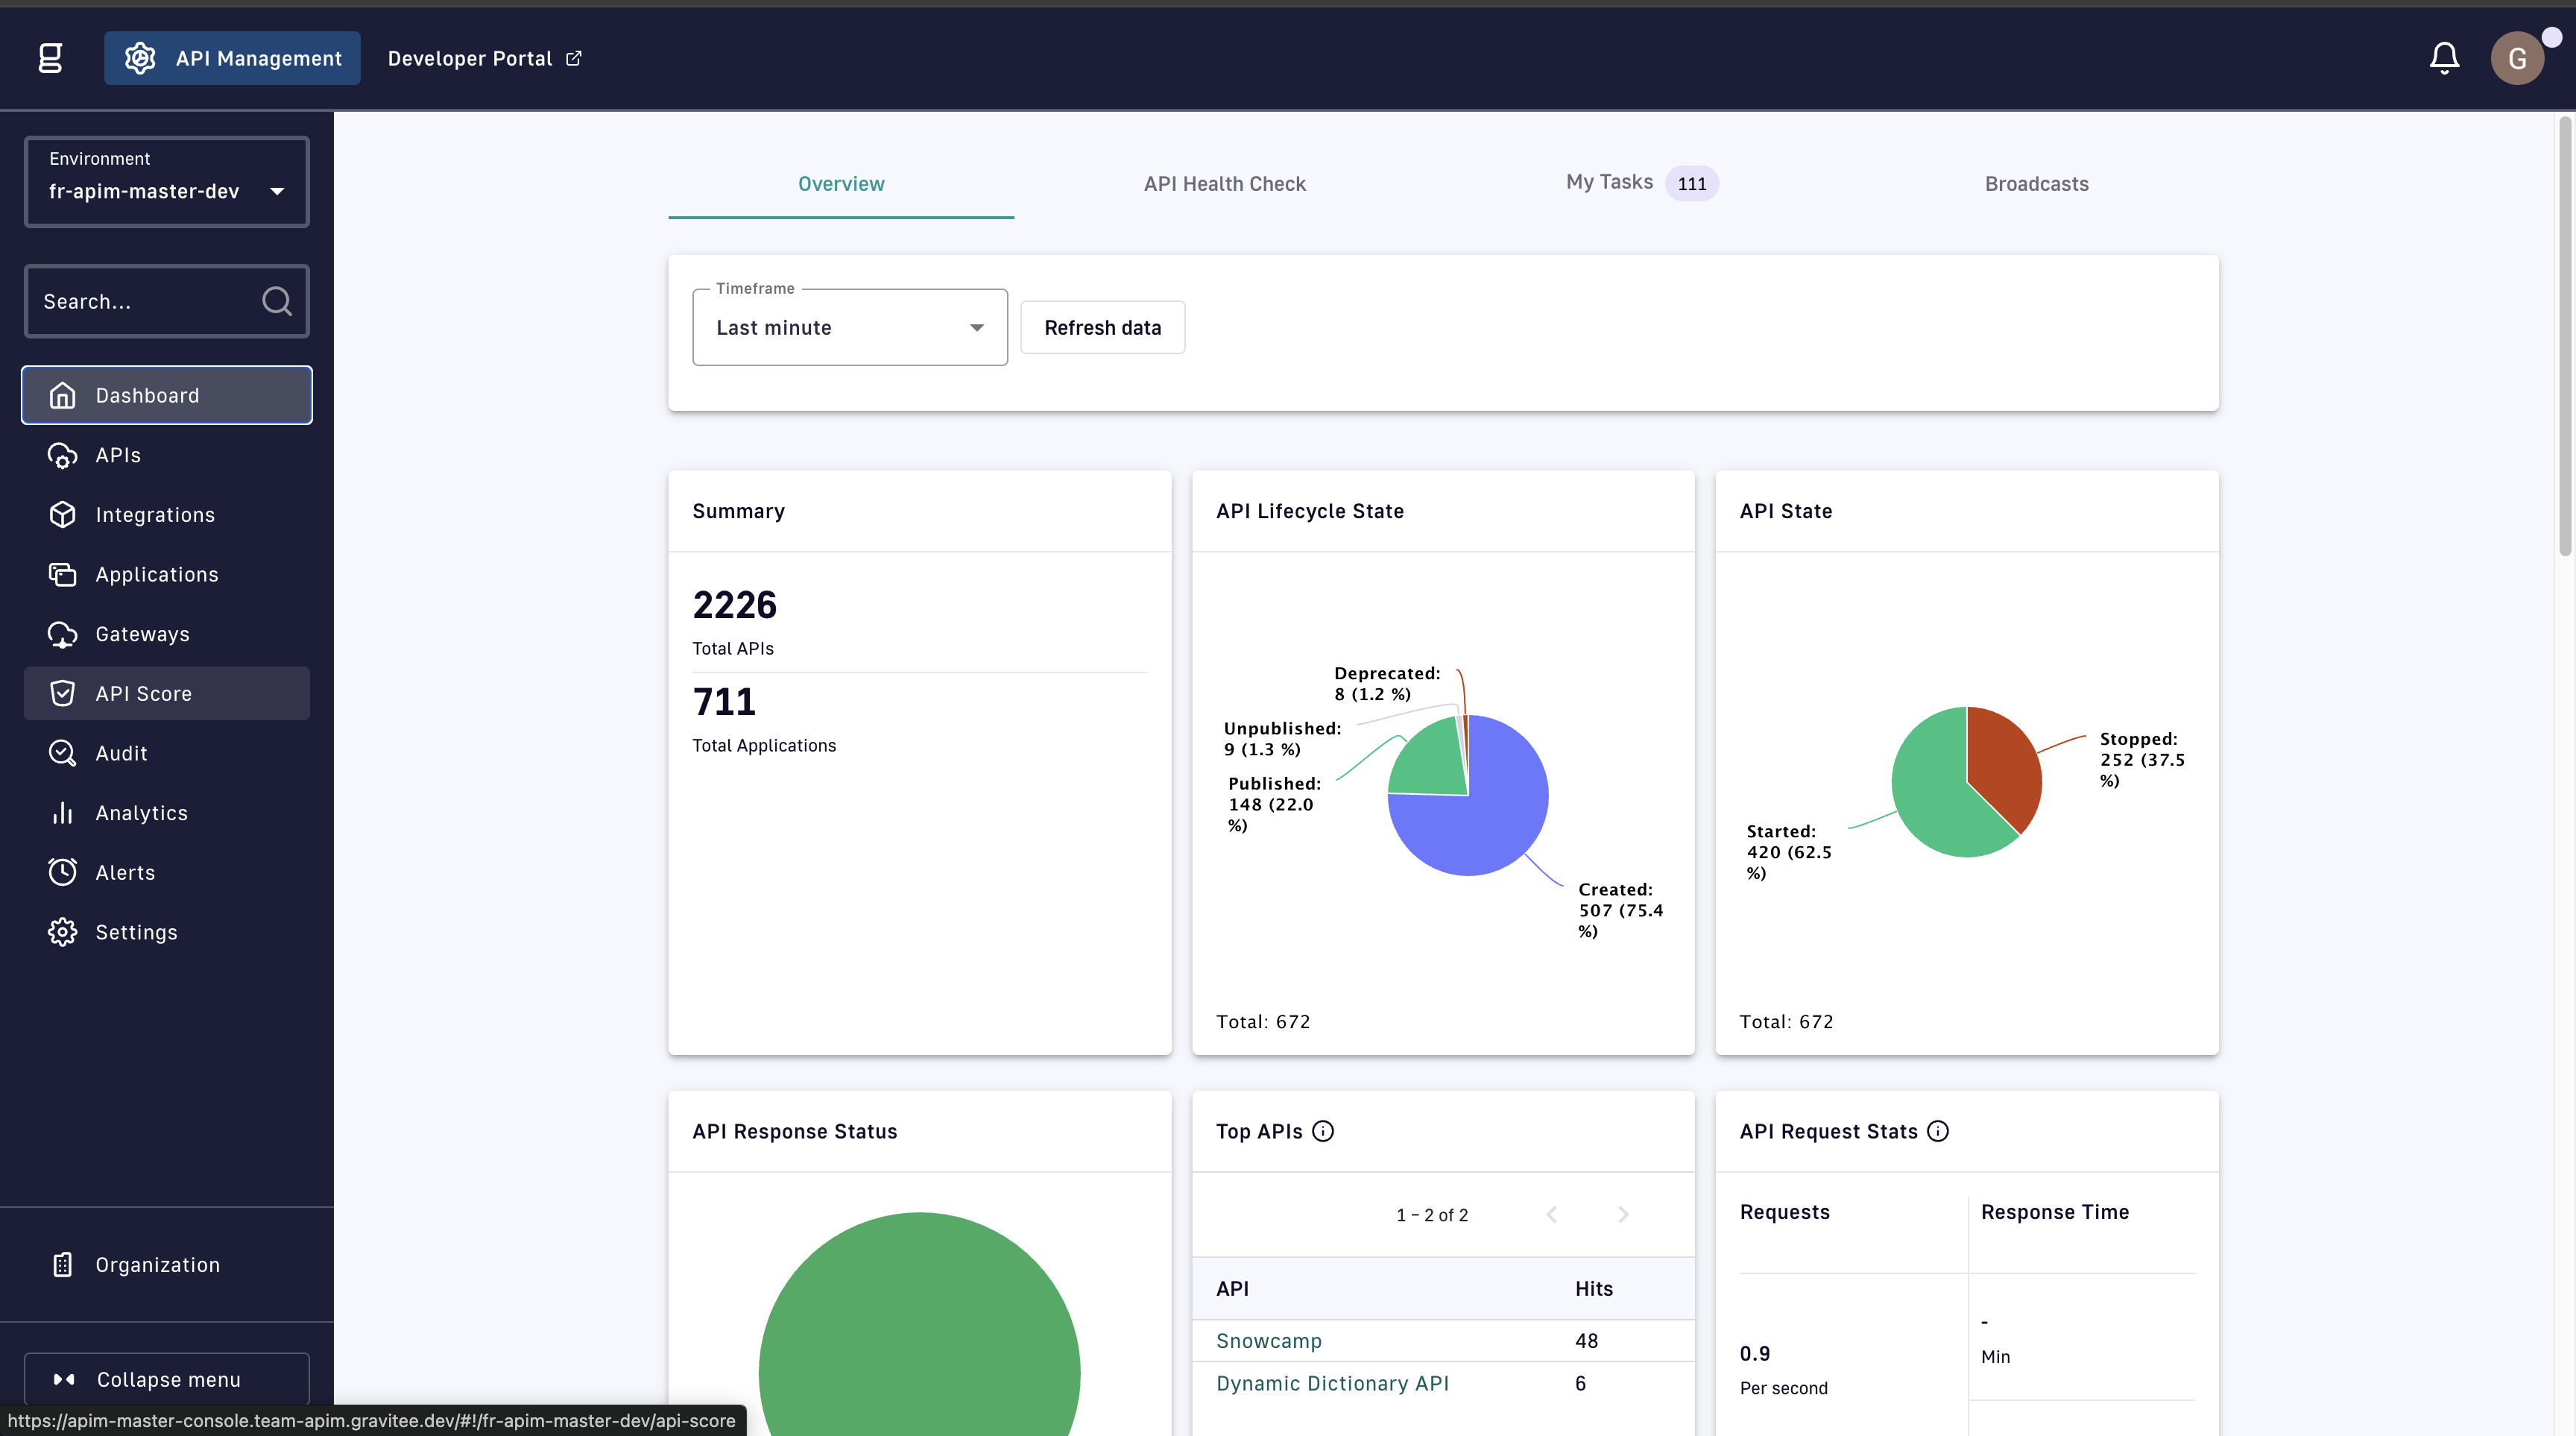 g
API Management
Developer Portal
G
Environment
fr-apim-master-dev
Search...
Dashboard
APIs
Integrations
Applications
Gateways
API Score
Audit
Analytics
Alerts
Settings
Organization
Collapse menu
https://apim-master-console.team-apim.gravitee.dev/#!/fr-apim-master-dev/api-score
Overview
API Health Check
My Tasks 111
Broadcasts
Timeframe
Last minute
Refresh data
Summary
2226
Total APIs
711
Total Applications
API Lifecycle State
Deprecated:
8 (1.2 %)
Unpublished:
9 (1.3 %)
Published:
148 (22.0
%)
Created:
507 (75.4
%)
Total: 672
API State
Stopped:
252 (37.5
%)
Started:
420 (62.5
%)
Total: 672
API Response Status
Top APIs
1 – 2 of 2
API Hits
Snowcamp 48
Dynamic Dictionary API 6
API Request Stats
Requests
0.9
Per second
Response Time
-
Min